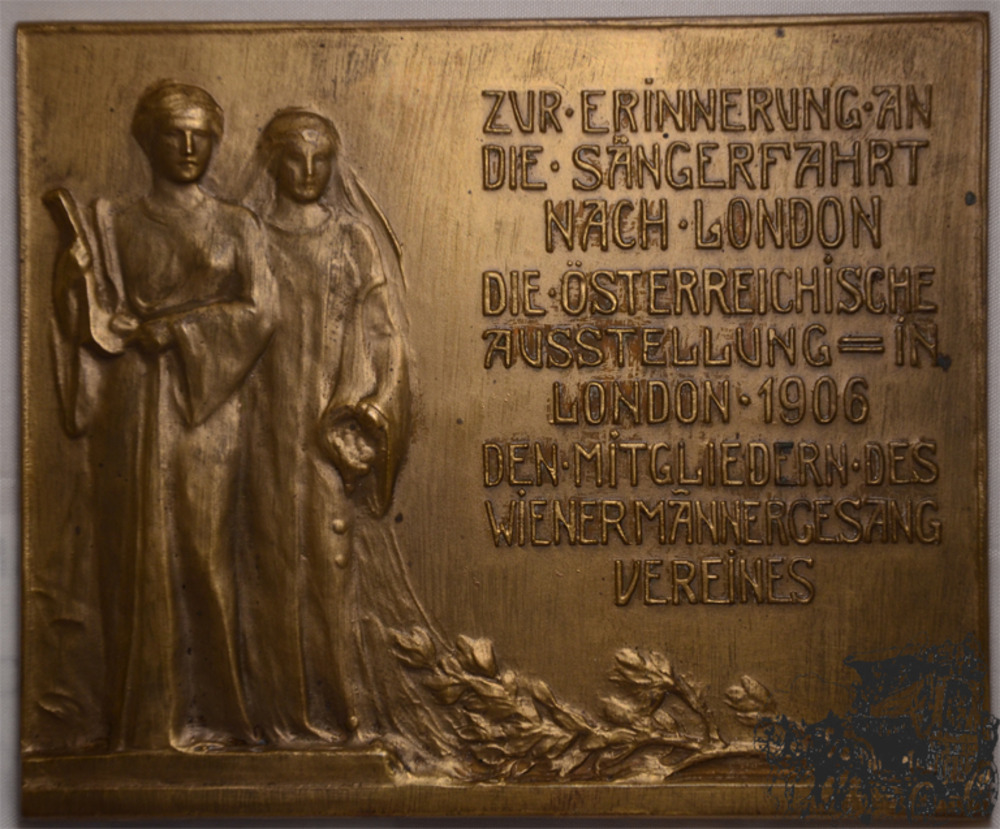 ZUR·ERINNERUNG·AN
DIE·SÄNGERFAHRT
NACH·LONDON
DIE·ÖSTERREICHISCHE
AUSSTELLUNG=IN
LONDON·1906
DEN·MITGLIEDERN·DES
WIENERMÄNNERGESANG
VEREINES